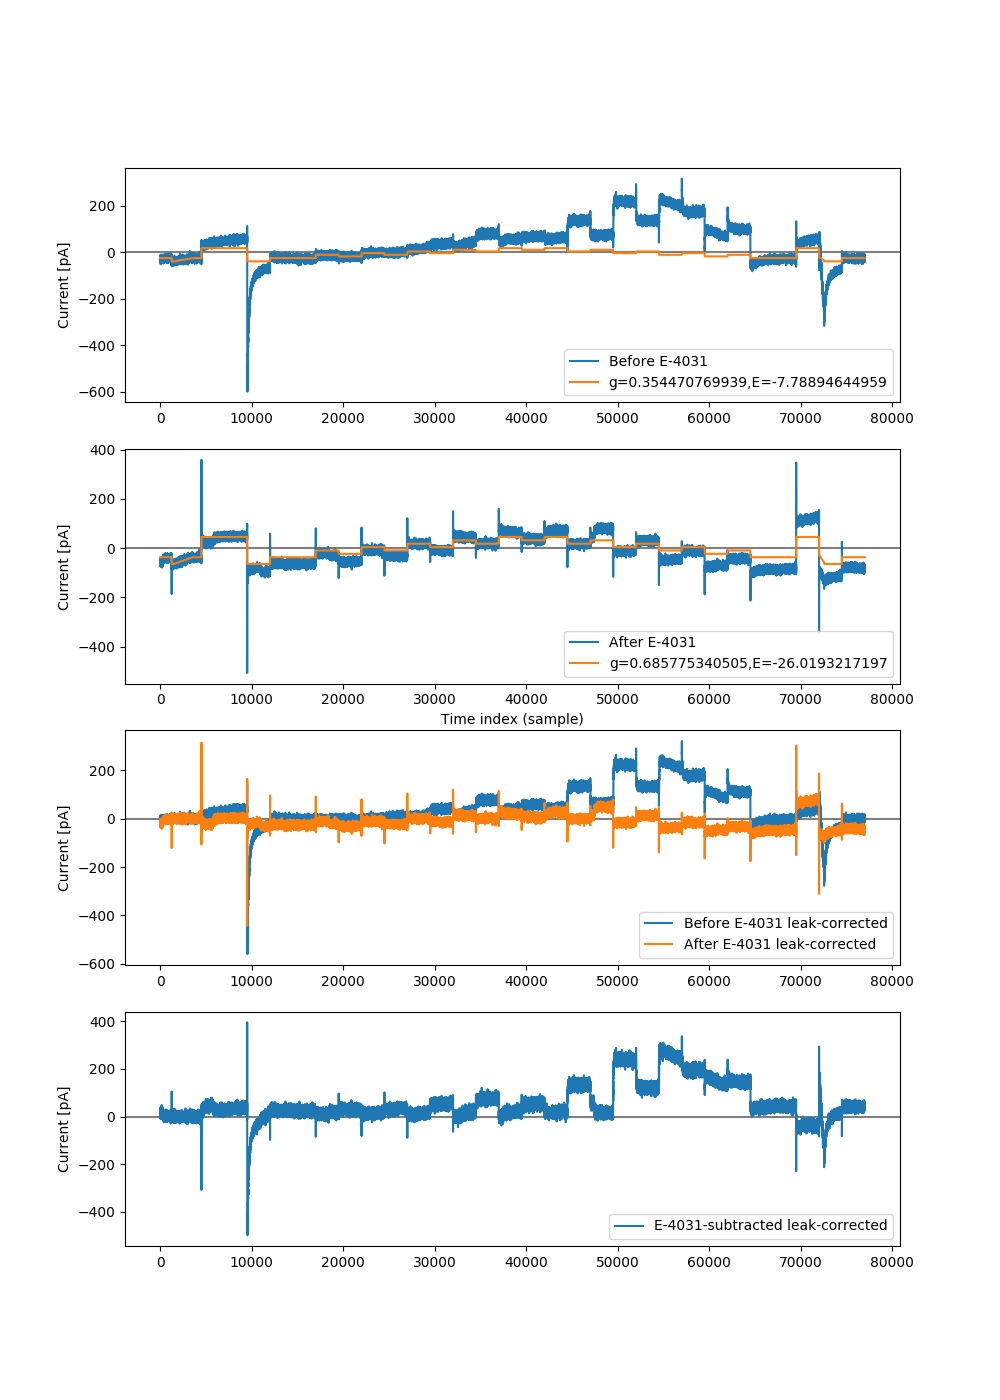 200
0
−200
−400
−600
Current [pA]
Before E-4031
g=0.354470769939,E=-7.78894644959
0 10000 20000 30000 40000 50000 60000 70000 80000
400
200
0
−200
−400
Current [pA]
After E-4031
g=0.685775340505,E=-26.0193217197
0 10000 20000 30000 40000 50000 60000 70000 80000
Time index (sample)
200
0
−200
−400
−600
Current [pA]
Before E-4031 leak-corrected
After E-4031 leak-corrected
0 10000 20000 30000 40000 50000 60000 70000 80000
400
200
0
−200
−400
Current [pA]
E-4031-subtracted leak-corrected
0 10000 20000 30000 40000 50000 60000 70000 80000